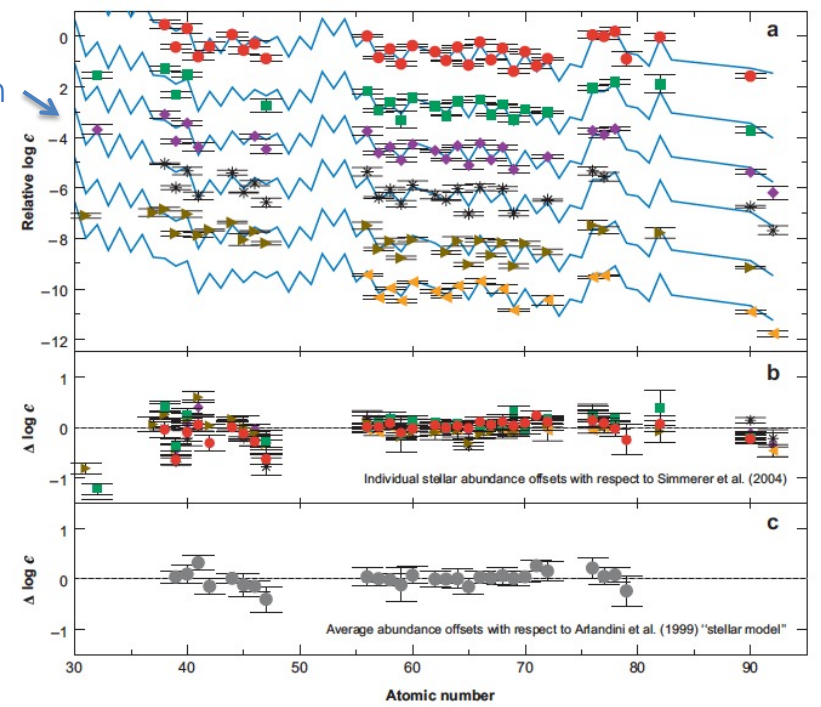 a
0
2
−4
−6
−8
−10
−12
Relative log ϵ
n
b
1
0
−1
Δ log ϵ
Individual stellar abundance offsets with respect to Simmerer et al. (2004)
c
1
0
−1
Δ log ϵ
Average abundance offsets with respect to Arlandini et al. (1999) "stellar model"
30 40 50 60 70 80 90
Atomic number